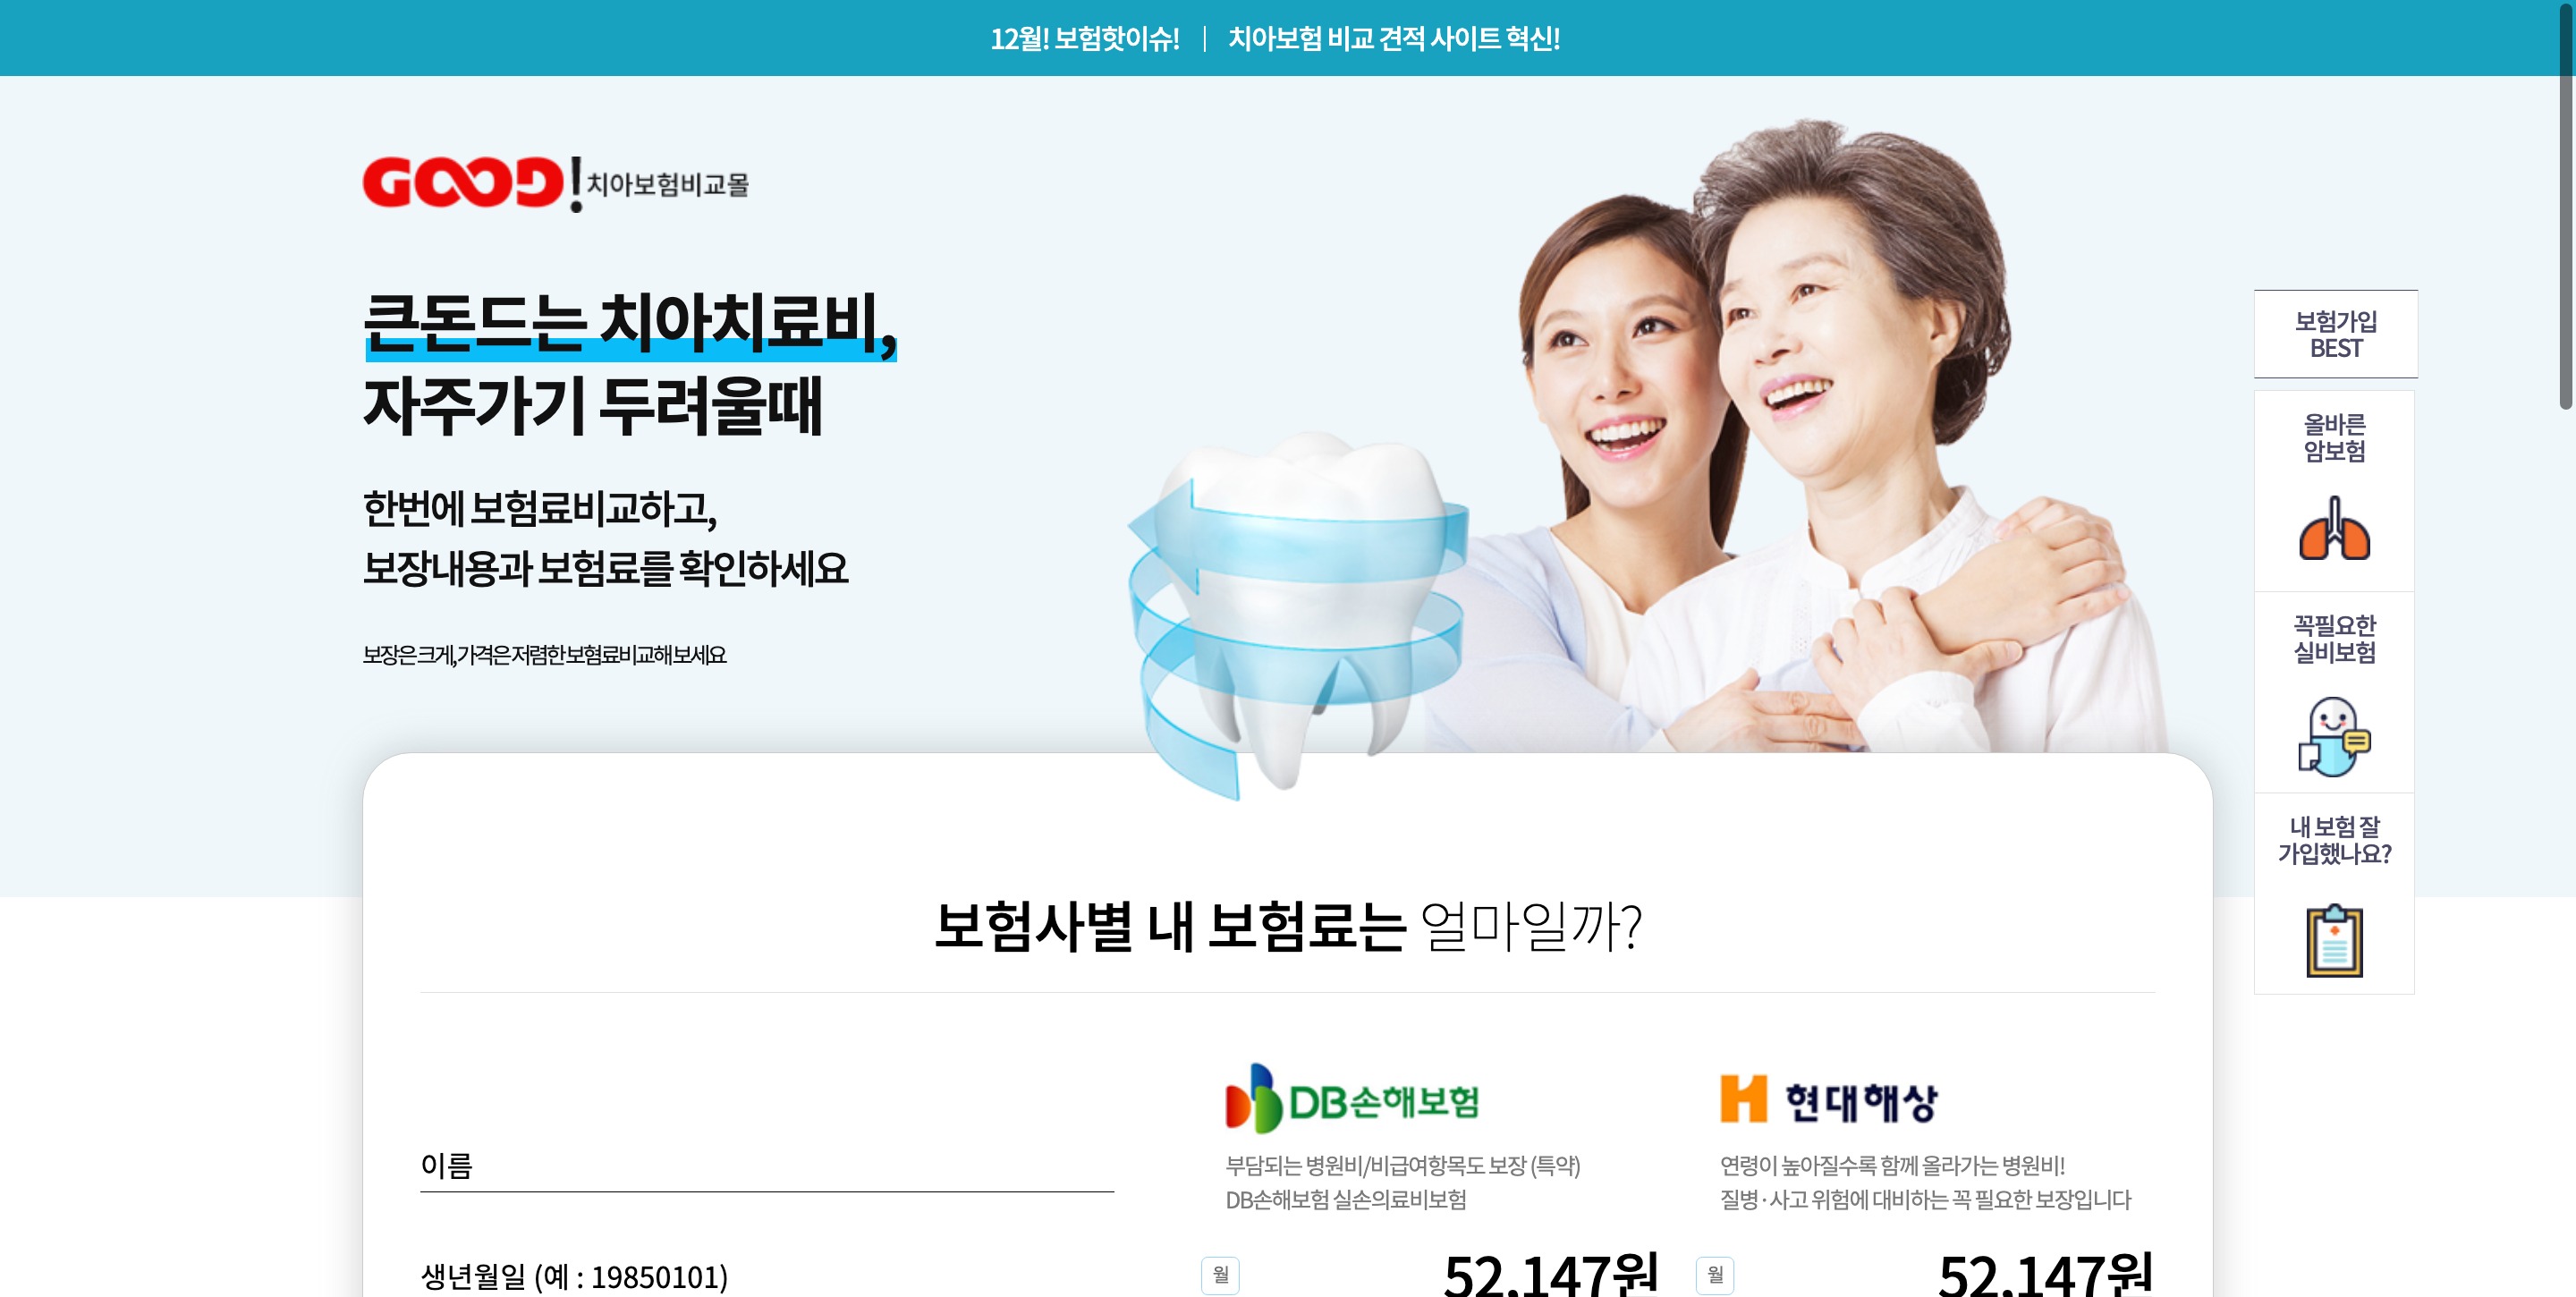 12월! 보험핫이슈! | 치아보험 비교 견적 사이트 혁신!
GOOD! 치아보험비교몰
큰돈드는 치아치료비,
자주가기 두려울때
한번에 보험료비교하고,
보장내용과 보험료를 확인하세요
보장은 크게, 가격은 저렴한 보험료비교해보세요
보험가입
BEST
올바른
암보험
꼭필요한
실비보험
내 보험 잘
가입했나요?
보험사별 내 보험료는 얼마일까?
이름
생년월일 (예 : 19850101)
DB손해보험
부담되는 병원비/비급여항목도 보장 (특약)
DB손해보험 실손의료비보험
월 52,147원
현대해상
연령이 높아질수록 함께 올라가는 병원비!
질병·사고 위험에 대비하는 꼭 필요한 보장입니다
월 52,147원